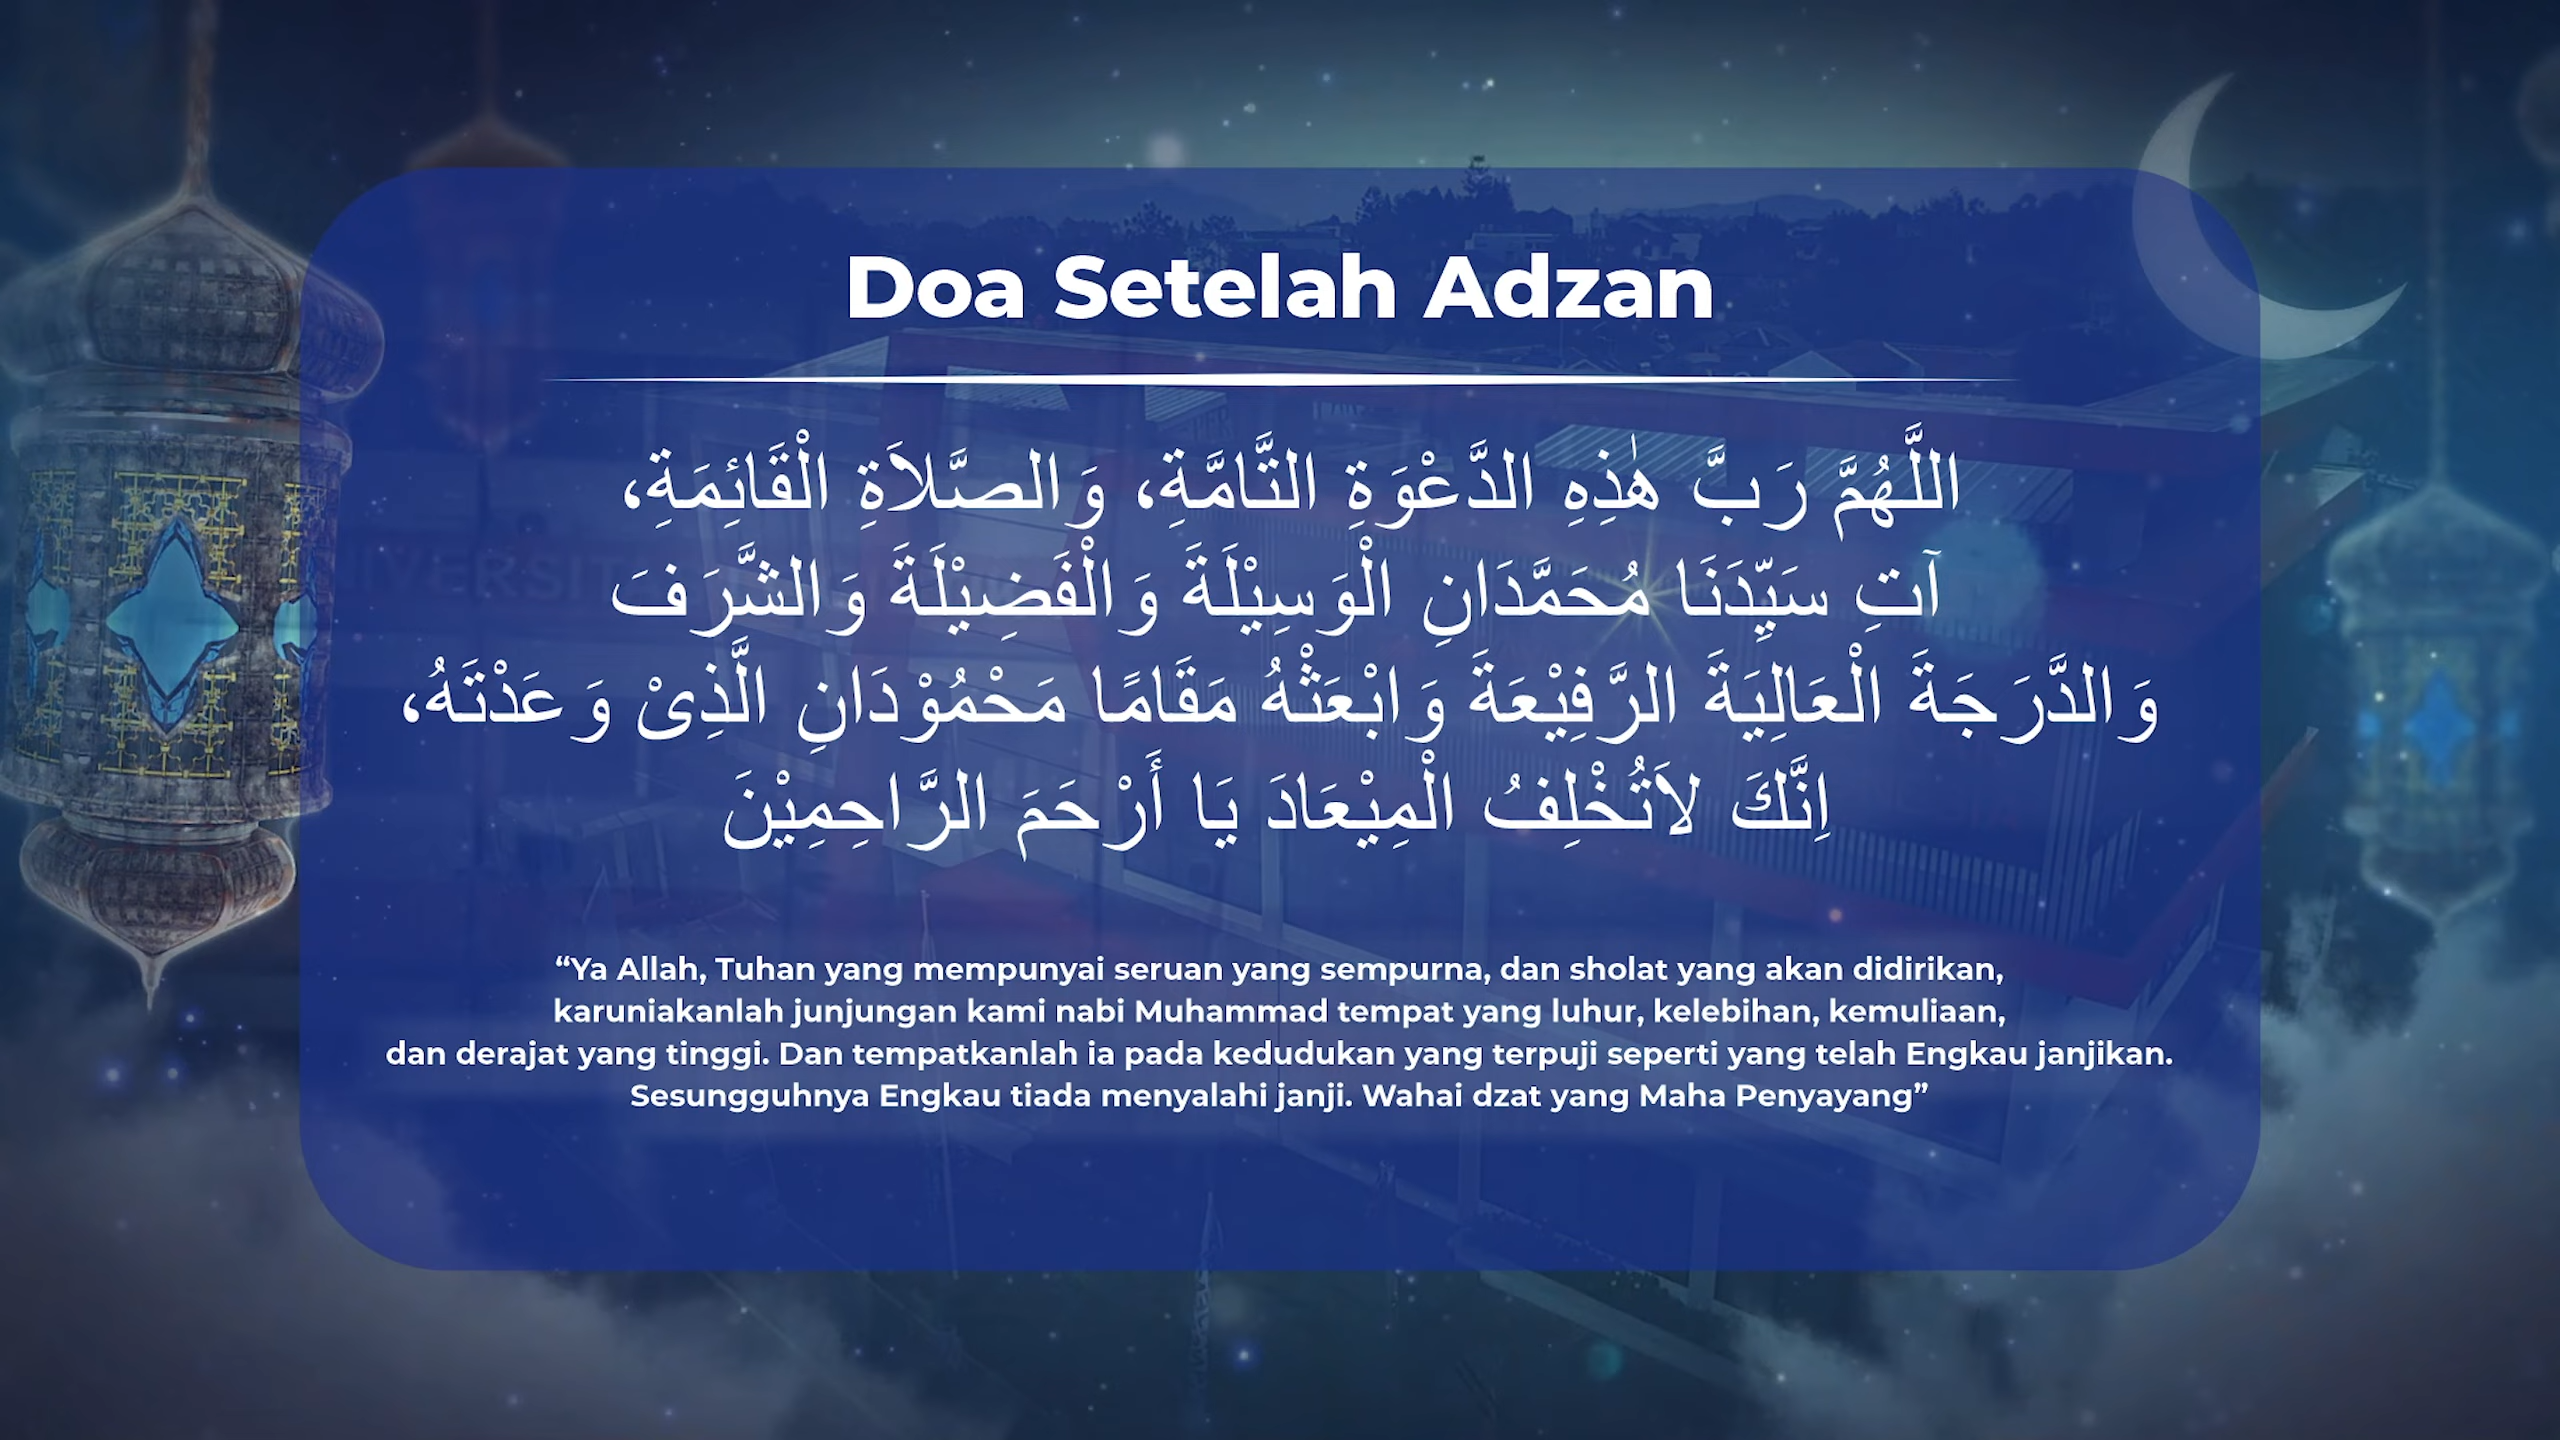 Doa Setelah Adzan
اللَّهُمَّ رَبَّ هٰذِهِ الدَّعْوَةِ التَّامَّةِ، وَالصَّلاَةِ الْقَائِمَةِ،
آتِ سَيِّدَنَا مُحَمَّدَانِ الْوَسِيْلَةَ وَالْفَضِيْلَةَ وَالشَّرَفَ
وَالدَّرَجَةَ الْعَالِيَةَ الرَّفِيْعَةَ وَابْعَثْهُ مَقَامًا مَحْمُوْدَانِ الَّذِىْ وَعَدْتَهُ،
اِنَّكَ لاَتُخْلِفُ الْمِيْعَادَ يَا أَرْحَمَ الرَّاحِمِيْنَ
“Ya Allah, Tuhan yang mempunyai seruan yang sempurna, dan sholat yang akan didirikan,
karuniakanlah junjungan kami nabi Muhammad tempat yang luhur, kelebihan, kemuliaan,
dan derajat yang tinggi. Dan tempatkanlah ia pada kedudukan yang terpuji seperti yang telah Engkau janjikan.
Sesungguhnya Engkau tiada menyalahi janji. Wahai dzat yang Maha Penyayang”